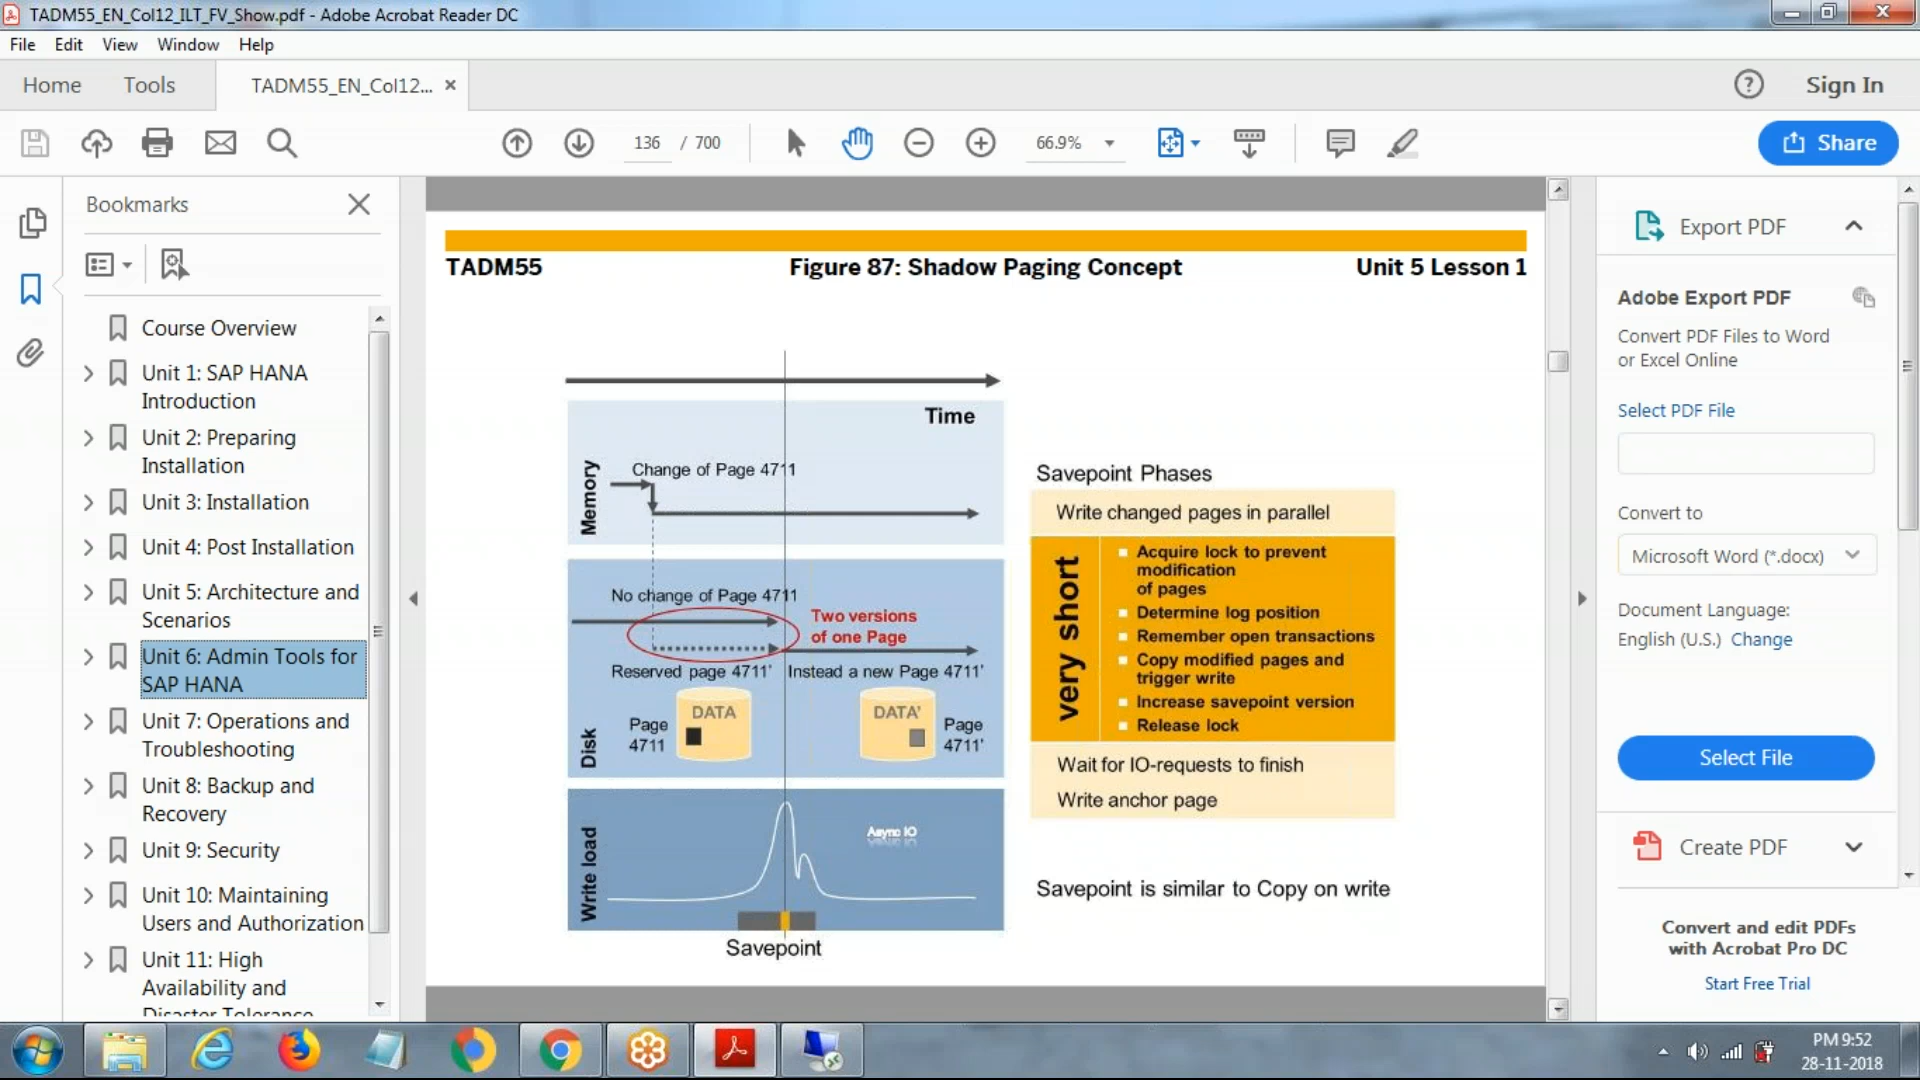 TADM55_EN_Col12_ILT_FV_Show.pdf - Adobe Acrobat Reader DC
File Edit View Window Help
Home Tools TADM55_EN_Col12... ×
Sign In
136 / 700
66.9%
Share
Bookmarks
Course Overview
Unit 1: SAP HANA
Introduction
Unit 2: Preparing
Installation
Unit 3: Installation
Unit 4: Post Installation
Unit 5: Architecture and
Scenarios
Unit 6: Admin Tools for
SAP HANA
Unit 7: Operations and
Troubleshooting
Unit 8: Backup and
Recovery
Unit 9: Security
Unit 10: Maintaining
Users and Authorization
Unit 11: High
Availability and
Disaster Tolerance
TADM55 Figure 87: Shadow Paging Concept Unit 5 Lesson 1
Time
Memory
Change of Page 4711
Disk
No change of Page 4711
Two versions
of one Page
Reserved page 4711' Instead a new Page 4711'
Page
4711
DATA
DATA'
Page
4711'
Write load
Async IO
Savepoint
Savepoint Phases
Write changed pages in parallel
very short
Acquire lock to prevent
modification
of pages
Determine log position
Remember open transactions
Copy modified pages and
trigger write
Increase savepoint version
Release lock
Wait for IO-requests to finish
Write anchor page
Savepoint is similar to Copy on write
Export PDF
Adobe Export PDF
Convert PDF Files to Word
or Excel Online
Select PDF File
Convert to
Microsoft Word (*.docx)
Document Language:
English (U.S.) Change
Select File
Create PDF
Convert and edit PDFs
with Acrobat Pro DC
Start Free Trial
PM 9:52
28-11-2018